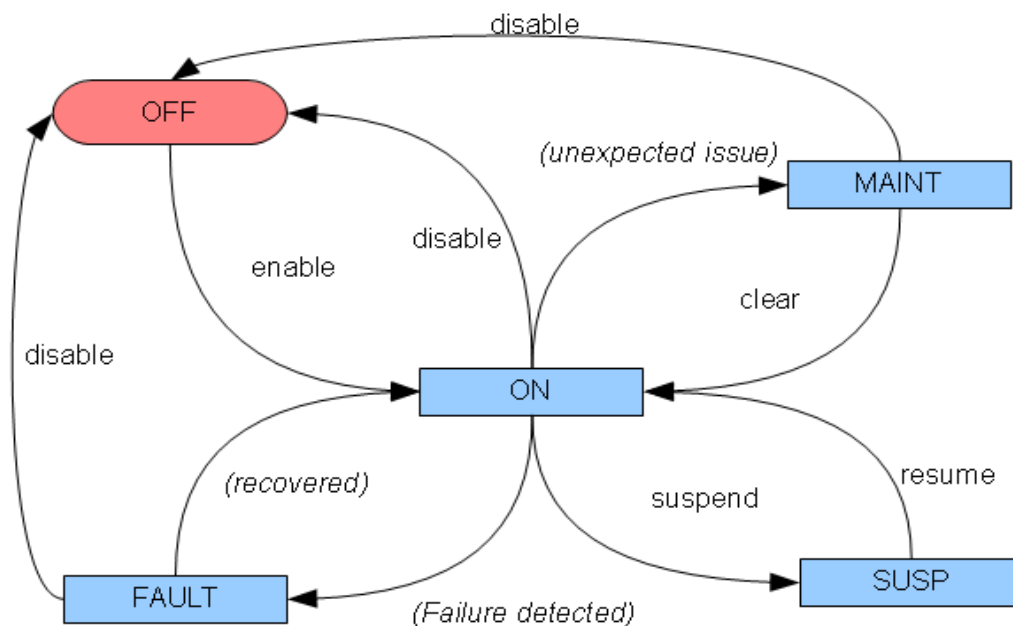 disable
OFF
(unexpected issue)
MAINT
disable
enable
clear
disable
ON
(recovered)
resume
suspend
FAULT
SUSP
(Failure detected)